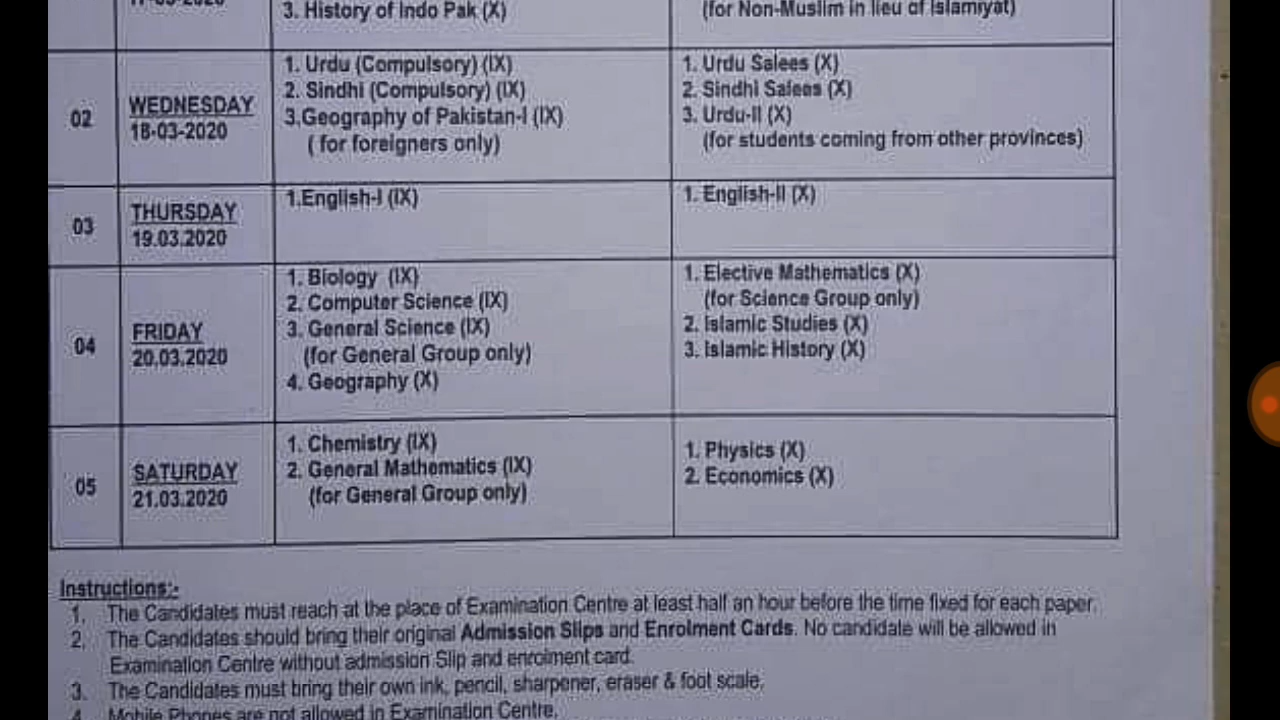 3. History of Indo Pak (X)
(for Non-Muslim in lieu of Islamiyat)
02
WEDNESDAY
18-03-2020
1. Urdu (Compulsory) (IX)
2. Sindhi (Compulsory) (IX)
3.Geography of Pakistan-I (IX)
( for foreigners only)
1. Urdu Salees (X)
2. Sindhi Salees (X)
3. Urdu-II (X)
(for students coming from other provinces)
03
THURSDAY
19.03.2020
1.English-I (IX)
1. English-II (X)
04
FRIDAY
20.03.2020
1. Biology (IX)
2. Computer Science (IX)
3. General Science (IX)
(for General Group only)
4. Geography (X)
1. Elective Mathematics (X)
(for Science Group only)
2. Islamic Studies (X)
3. Islamic History (X)
05
SATURDAY
21.03.2020
1. Chemistry (IX)
2. General Mathematics (IX)
(for General Group only)
1. Physics (X)
2. Economics (X)
Instructions:-
1. The Candidates must reach at the place of Examination Centre at least half an hour before the time fixed for each paper.
2. The Candidates should bring their original Admission Slips and Enrolment Cards. No candidate will be allowed in
Examination Centre without admission Slip and enrolment card.
3. The Candidates must bring their own ink, pencil, sharpener, eraser & foot scale.
4. Mobile Phones are not allowed in Examination Centre.